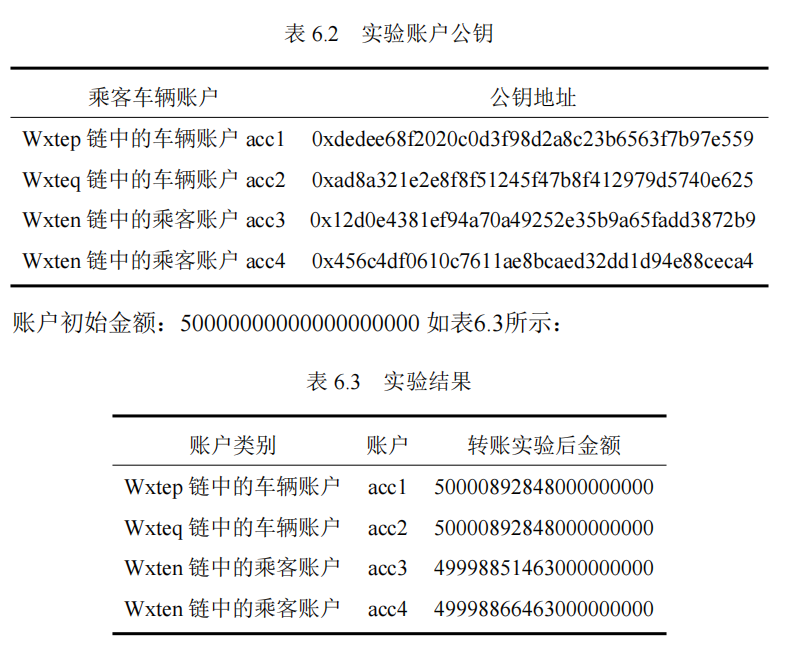 表 6.2 实验账户公钥
乘客车辆账户 公钥地址
Wxtep 链中的车辆账户 acc1 0xdedee68f2020c0d3f98d2a8c23b6563f7b97e559
Wxteq 链中的车辆账户 acc2 0xad8a321e2e8f8f51245f47b8f412979d5740e625
Wxten 链中的乘客账户 acc3 0x12d0e4381ef94a70a49252e35b9a65fadd3872b9
Wxten 链中的乘客账户 acc4 0x456c4df0610c7611ae8bcaed32dd1d94e88ceca4
账户初始金额：50000000000000000000 如表6.3所示：
表 6.3 实验结果
账户类别 账户 转账实验后金额
Wxtep 链中的车辆账户 acc1 50000892848000000000
Wxteq 链中的车辆账户 acc2 50000892848000000000
Wxten 链中的乘客账户 acc3 49998851463000000000
Wxten 链中的乘客账户 acc4 49998866463000000000